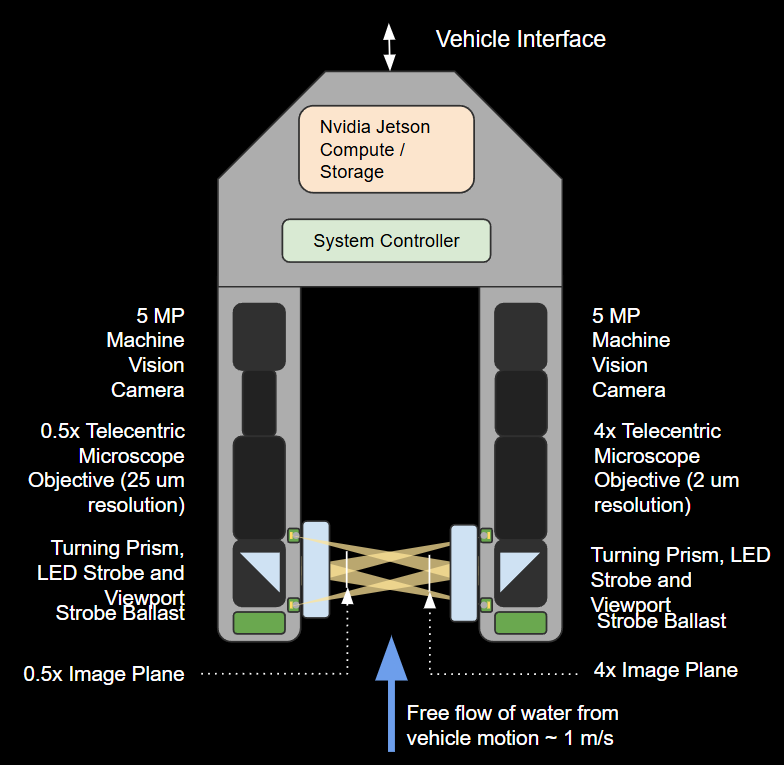 Vehicle Interface
Nvidia Jetson
Compute /
Storage
System Controller
5 MP
Machine
Vision
Camera
0.5x Telecentric
Microscope
Objective (25 um
resolution)
Turning Prism,
LED Strobe and
Viewport
Strobe Ballast
0.5x Image Plane
5 MP
Machine
Vision
Camera
4x Telecentric
Microscope
Objective (2 um
resolution)
Turning Prism, LED
Strobe and
Viewport
Strobe Ballast
4x Image Plane
Free flow of water from
vehicle motion ~ 1 m/s